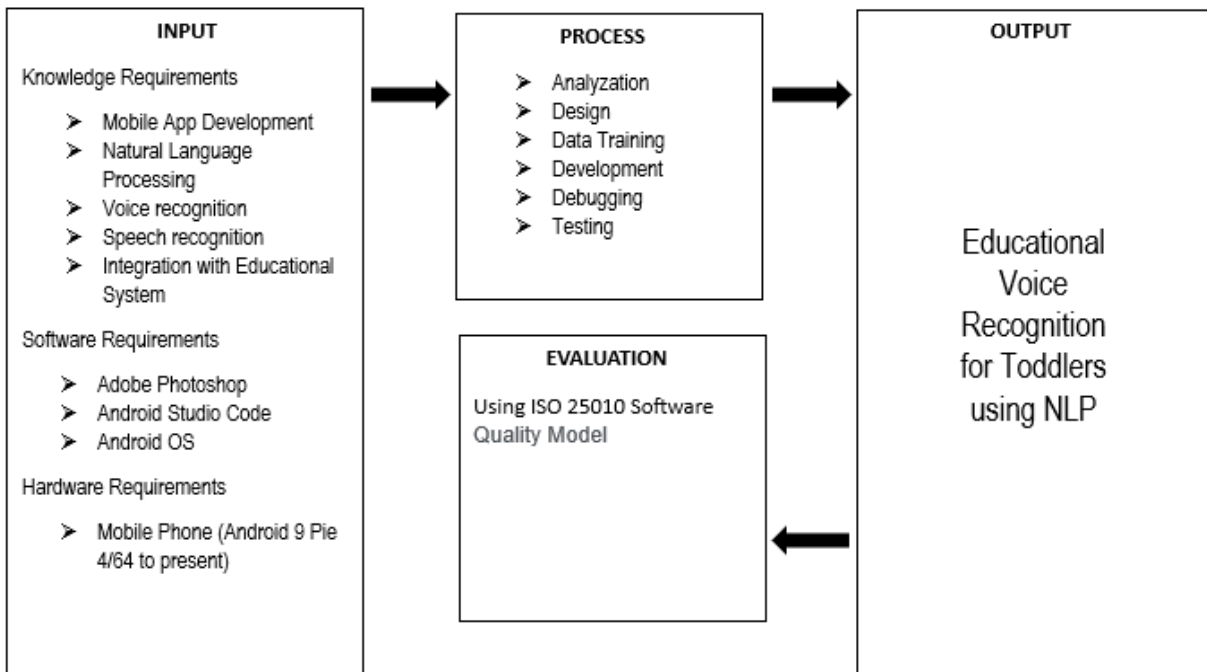 INPUT
Knowledge Requirements
➤ Mobile App Development
➤ Natural Language
Processing
➤ Voice recognition
➤ Speech recognition
➤ Integration with Educational
System
Software Requirements
➤ Adobe Photoshop
➤ Android Studio Code
➤ Android OS
Hardware Requirements
➤ Mobile Phone (Android 9 Pie
4/64 to present)
PROCESS
➤ Analyzation
➤ Design
➤ Data Training
➤ Development
➤ Debugging
➤ Testing
OUTPUT
Educational
Voice
Recognition
for Toddlers
using NLP
EVALUATION
Using ISO 25010 Software
Quality Model